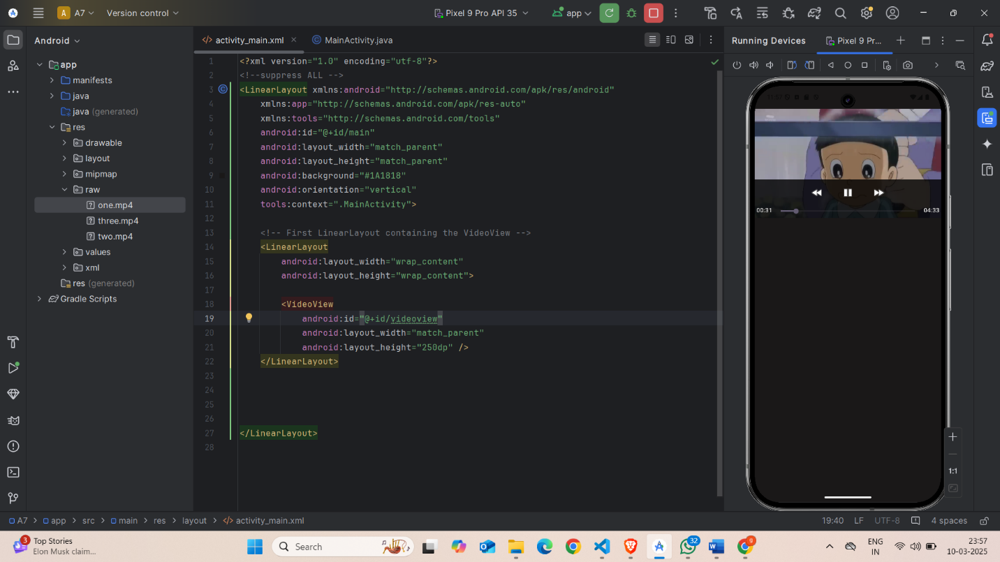 A A7 Version control Pixel 9 Pro API 35 app
Android
app
manifests
java
java (generated)
res
drawable
layout
mipmap
raw
one.mp4
three.mp4
two.mp4
values
xml
res (generated)
Gradle Scripts
</> activity_main.xml © MainActivity.java
1 <?xml version="1.0" encoding="utf-8"?>
2 <!--suppress ALL -->
3 <LinearLayout xmlns:android="http://schemas.android.com/apk/res/android"
4 xmlns:app="http://schemas.android.com/apk/res-auto"
5 xmlns:tools="http://schemas.android.com/tools"
6 android:id="@+id/main"
7 android:layout_width="match_parent"
8 android:layout_height="match_parent"
9 android:background="#1A1818"
10 android:orientation="vertical"
11 tools:context=".MainActivity">
12
13 <!-- First LinearLayout containing the VideoView -->
14 <LinearLayout
15 android:layout_width="wrap_content"
16 android:layout_height="wrap_content">
17
18 <VideoView
19 android:id="@+id/videoview"
20 android:layout_width="match_parent"
21 android:layout_height="250dp" />
22 </LinearLayout>
23
24
25
26
27 </LinearLayout>
28
Running Devices Pixel 9 Pr...
11:57
00:31 04:33
1:1
A7 > app > src > main > res > layout > </> activity_main.xml
19:40 LF UTF-8 4 spaces
3 Top Stories
Elon Musk claim...
Search
32
9
ENG
IN
23:57
10-03-2025